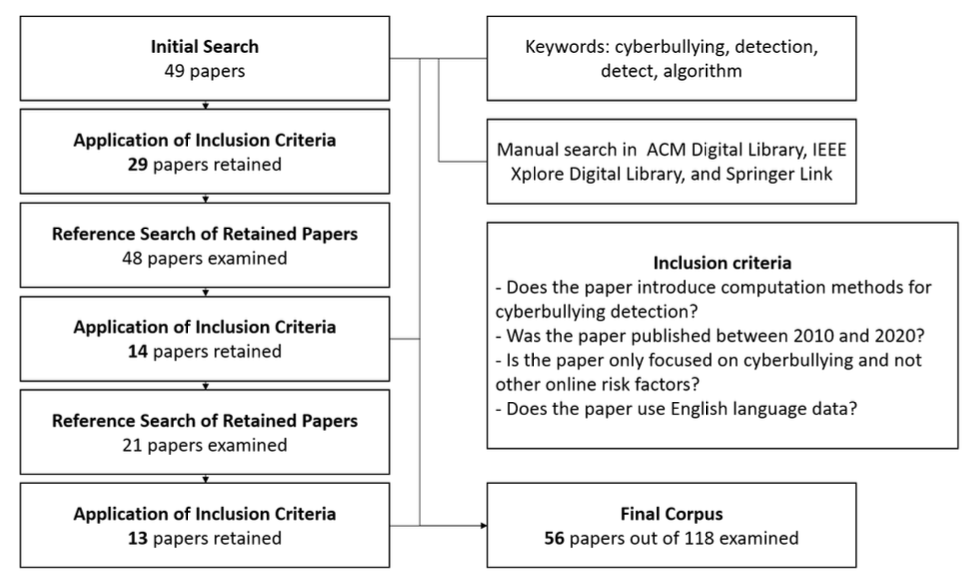 Initial Search
49 papers
Application of Inclusion Criteria
29 papers retained
Reference Search of Retained Papers
48 papers examined
Application of Inclusion Criteria
14 papers retained
Reference Search of Retained Papers
21 papers examined
Application of Inclusion Criteria
13 papers retained
Keywords: cyberbullying, detection,
detect, algorithm
Manual search in ACM Digital Library, IEEE
Xplore Digital Library, and Springer Link
Inclusion criteria
- Does the paper introduce computation methods for
cyberbullying detection?
- Was the paper published between 2010 and 2020?
- Is the paper only focused on cyberbullying and not
other online risk factors?
- Does the paper use English language data?
Final Corpus
56 papers out of 118 examined